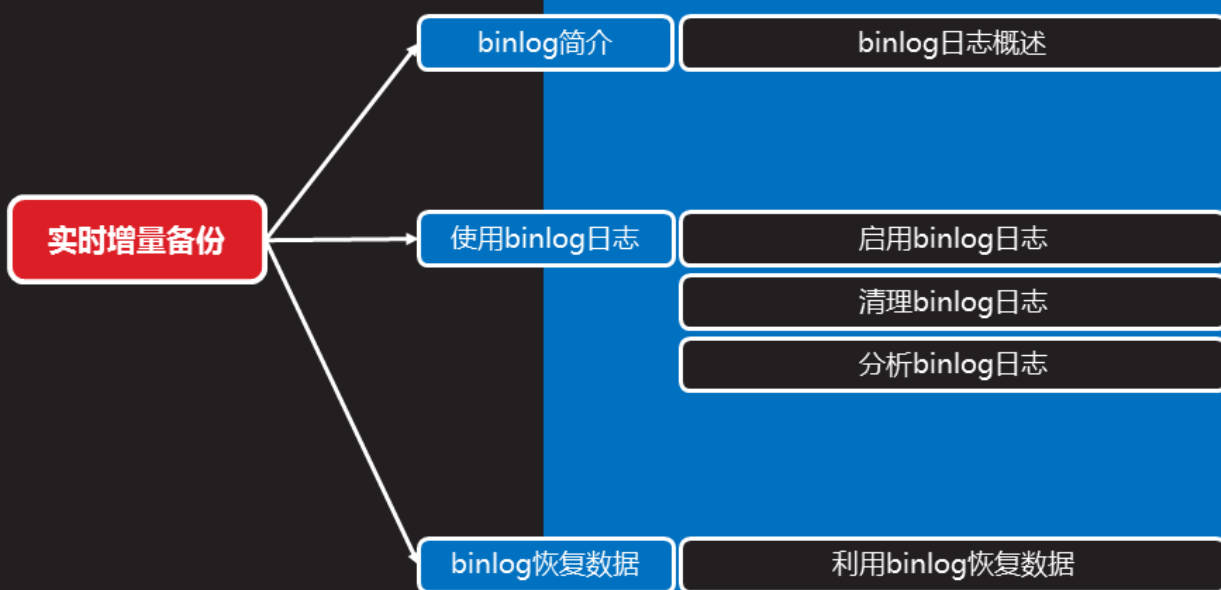 实时增量备份
binlog简介
binlog日志概述
使用binlog日志
启用binlog日志
清理binlog日志
分析binlog日志
binlog恢复数据
利用binlog恢复数据